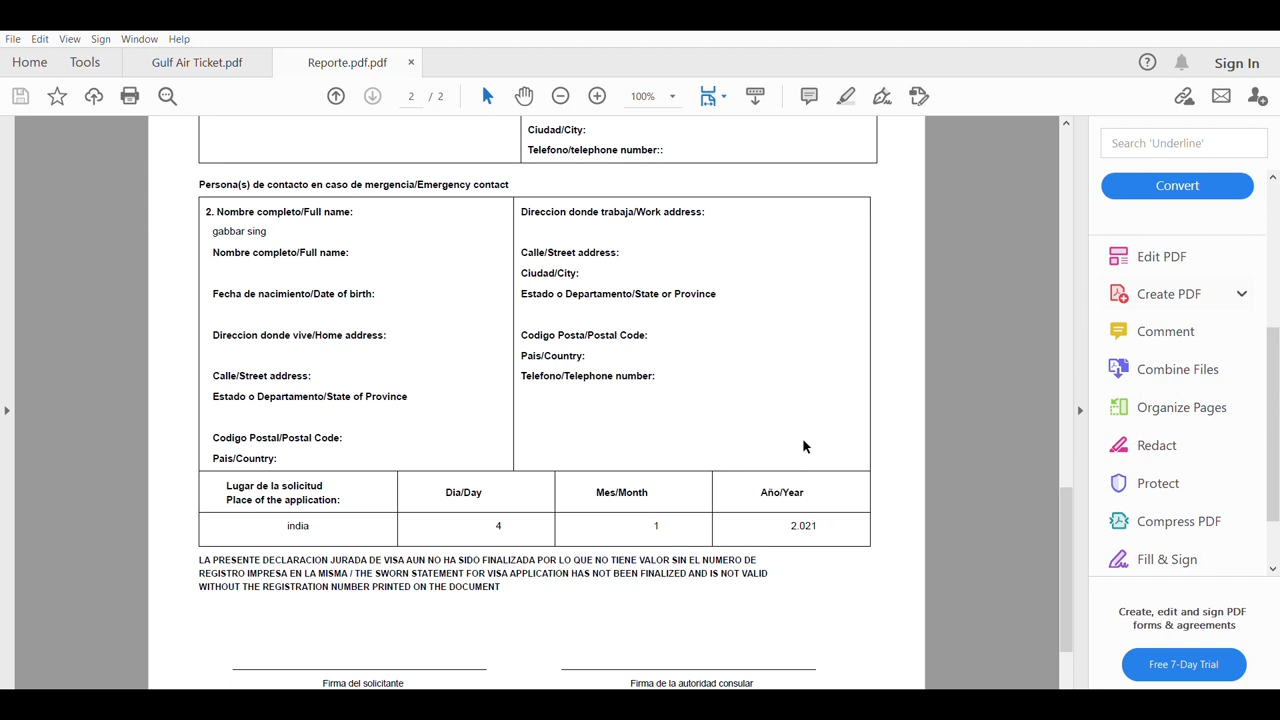 File Edit View Sign Window Help
Home Tools Gulf Air Ticket.pdf Reporte.pdf.pdf × Sign In
2 / 2 100%
Ciudad/City:
Telefono/telephone number::
Persona(s) de contacto en caso de mergencia/Emergency contact
2. Nombre completo/Full name:
gabbar sing
Nombre completo/Full name:
Fecha de nacimiento/Date of birth:
Direccion donde vive/Home address:
Calle/Street address:
Estado o Departamento/State of Province
Codigo Postal/Postal Code:
Pais/Country:
Direccion donde trabaja/Work address:
Calle/Street address:
Ciudad/City:
Estado o Departamento/State or Province
Codigo Posta/Postal Code:
Pais/Country:
Telefono/Telephone number:
Lugar de la solicitud
Place of the application:
Dia/Day Mes/Month Año/Year
india 4 1 2.021
LA PRESENTE DECLARACION JURADA DE VISA AUN NO HA SIDO FINALIZADA POR LO QUE NO TIENE VALOR SIN EL NUMERO DE
REGISTRO IMPRESA EN LA MISMA / THE SWORN STATEMENT FOR VISA APPLICATION HAS NOT BEEN FINALIZED AND IS NOT VALID
WITHOUT THE REGISTRATION NUMBER PRINTED ON THE DOCUMENT
Firma del solicitante Firma de la autoridad consular
Search 'Underline'
Convert
Edit PDF
Create PDF
Comment
Combine Files
Organize Pages
Redact
Protect
Compress PDF
Fill & Sign
Create, edit and sign PDF
forms & agreements
Free 7-Day Trial